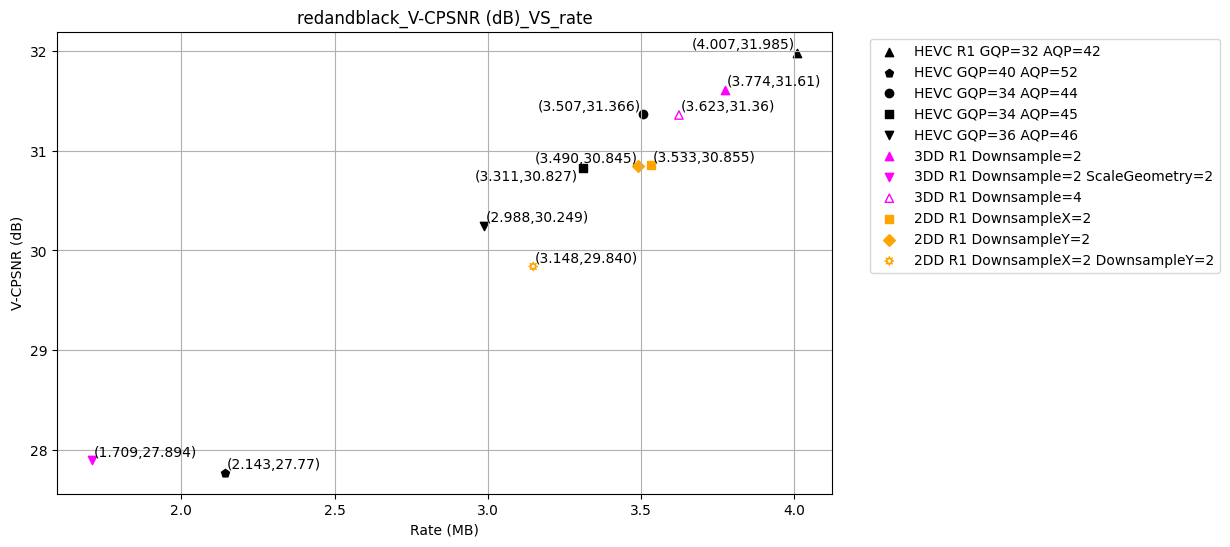 redandblack_V-CPSNR (dB)_VS_rate
V-CPSNR (dB)
32
31
30
29
28
(4.007,31.985)
(3.774,31.61)
(3.507,31.366)
(3.623,31.36)
(3.490,30.845)
(3.533,30.855)
(3.311,30.827)
(2.988,30.249)
(3.148,29.840)
(1.709,27.894)
(2.143,27.77)
2.0
2.5
3.0
3.5
4.0
Rate (MB)
HEVC R1 GQP=32 AQP=42
HEVC GQP=40 AQP=52
HEVC GQP=34 AQP=44
HEVC GQP=34 AQP=45
HEVC GQP=36 AQP=46
3DD R1 Downsample=2
3DD R1 Downsample=2 ScaleGeometry=2
3DD R1 Downsample=4
2DD R1 DownsampleX=2
2DD R1 DownsampleY=2
2DD R1 DownsampleX=2 DownsampleY=2